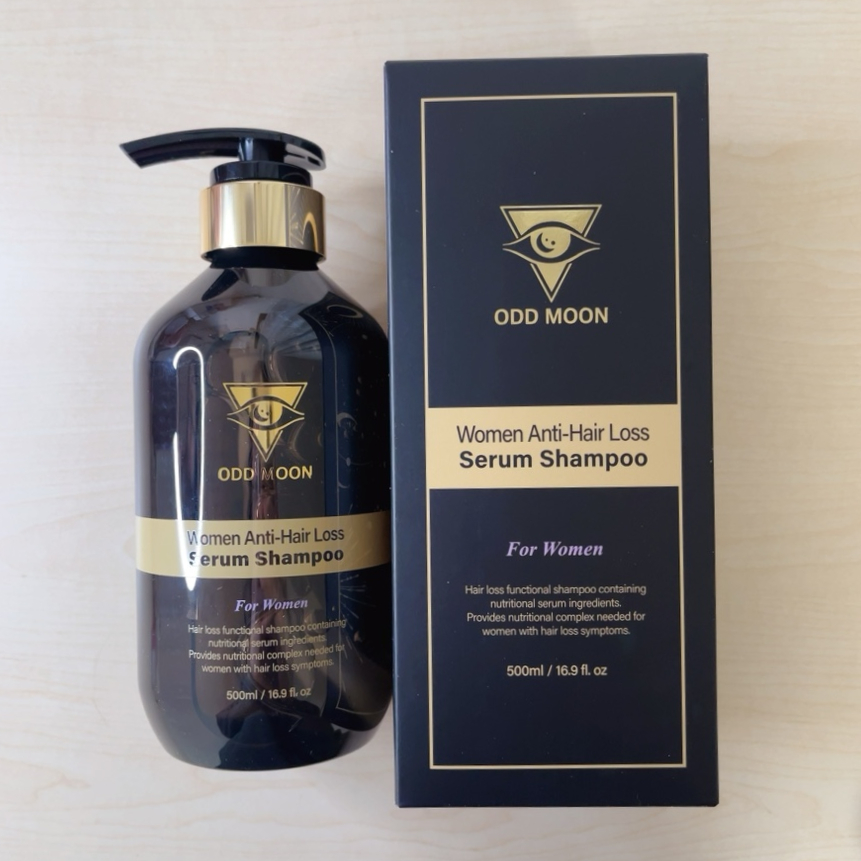 ODD MOON
Women Anti-Hair Loss
Serum Shampoo
For Women
Hair loss functional shampoo containing
nutritional serum ingredients.
Provides nutritional complex needed for
women with hair loss symptoms.
500ml / 16.9 fl. oz
ODD MOON
Women Anti-Hair Loss
Serum Shampoo
For Women
Hair loss functional shampoo containing
nutritional serum ingredients.
Provides nutritional complex needed for
women with hair loss symptoms.
500ml / 16.9 fl. oz